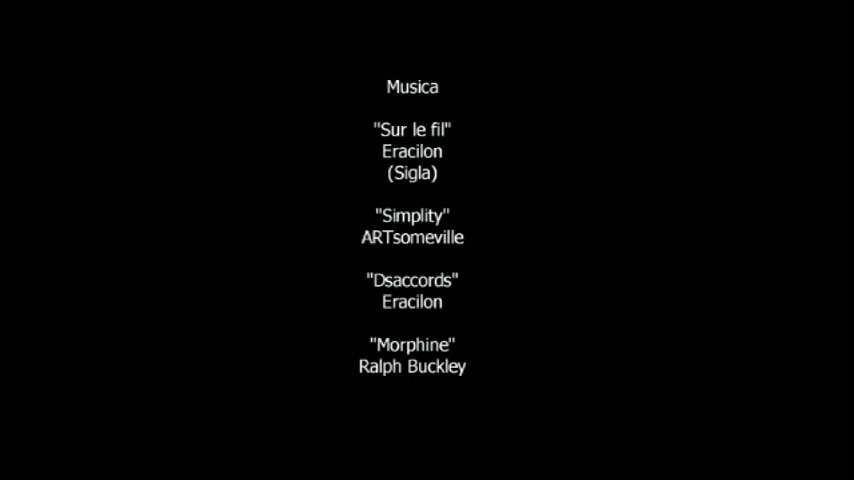 Musica
"Sur le fil"
Eracilon
(Sigla)
"Simplity"
ARTsomeville
"Dsaccords"
Eracilon
"Morphine"
Ralph Buckley